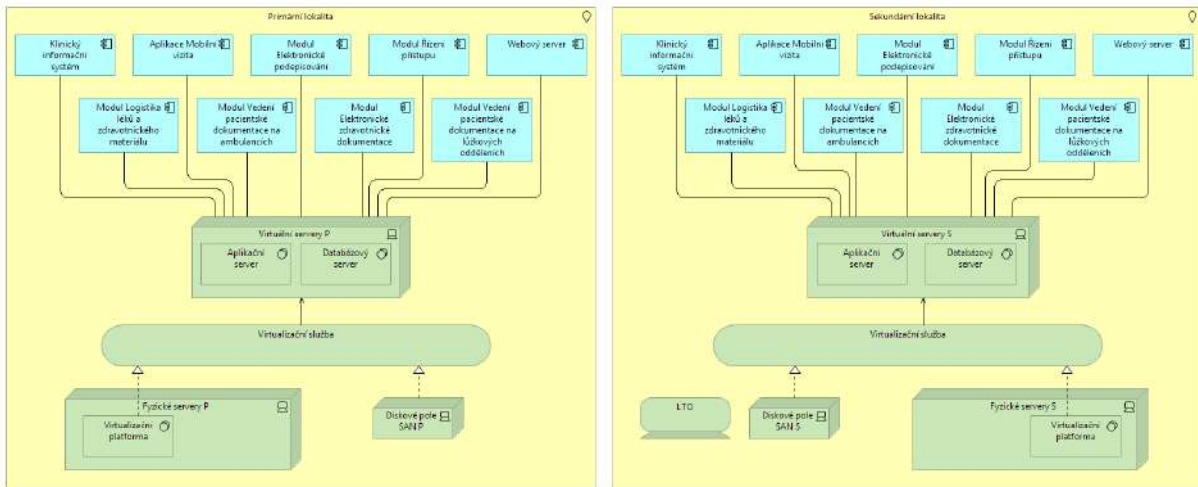 Primární lokalita
Klinický
informační
systém
Aplikace Mobilní
vizita
Modul
Elektronické
podepisování
Modul Řízení
přístupu
Webový server
Modul Logistika
léků a
zdravotnického
materiálu
Modul Vedení
pacientské
dokumentace na
ambulancích
Modul
Elektronické
zdravotnické
dokumentace
Modul Vedení
pacientské
dokumentace na
lůžkových
odděleních
Virtuální servery P
Aplikační
server
Databázový
server
Virtualizační služba
Fyzické servery P
Virtualizační
platforma
Diskové pole
SAN P
Sekundární lokalita
Klinický
informační
systém
Aplikace Mobilní
vizita
Modul
Elektronické
podepisování
Modul Řízení
přístupu
Webový server
Modul Logistika
léků a
zdravotnického
materiálu
Modul Vedení
pacientské
dokumentace na
ambulancích
Modul
Elektronické
zdravotnické
dokumentace
Modul Vedení
pacientské
dokumentace na
lůžkových
odděleních
Virtuální servery S
Aplikační
server
Databázový
server
Virtualizační služba
LTO
Diskové pole
SAN S
Fyzické servery S
Virtualizační
platforma